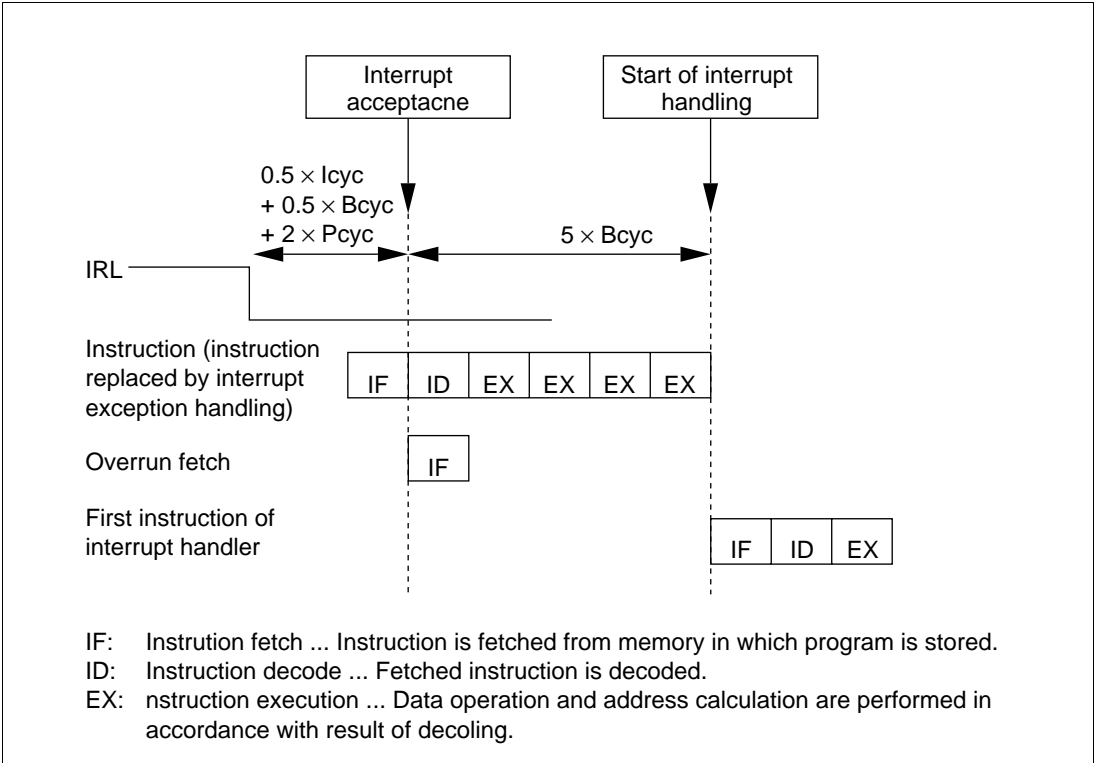 Interrupt
acceptacne
Start of interrupt
handling
0.5 × Icyc
+ 0.5 × Bcyc
+ 2 × Pcyc
5 × Bcyc
IRL
Instruction (instruction
replaced by interrupt
exception handling)
IF ID EX EX EX EX
Overrun fetch
IF
First instruction of
interrupt handler
IF ID EX
IF: Instrution fetch ... Instruction is fetched from memory in which program is stored.
ID: Instruction decode ... Fetched instruction is decoded.
EX: nstruction execution ... Data operation and address calculation are performed in
accordance with result of decoling.